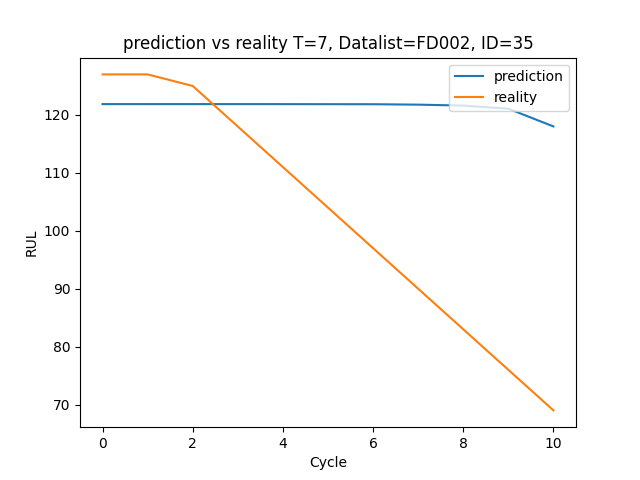 prediction vs reality T=7, Datalist=FD002, ID=35
prediction
reality
120
110
100
90
80
70
RUL
0 2 4 6 8 10
Cycle